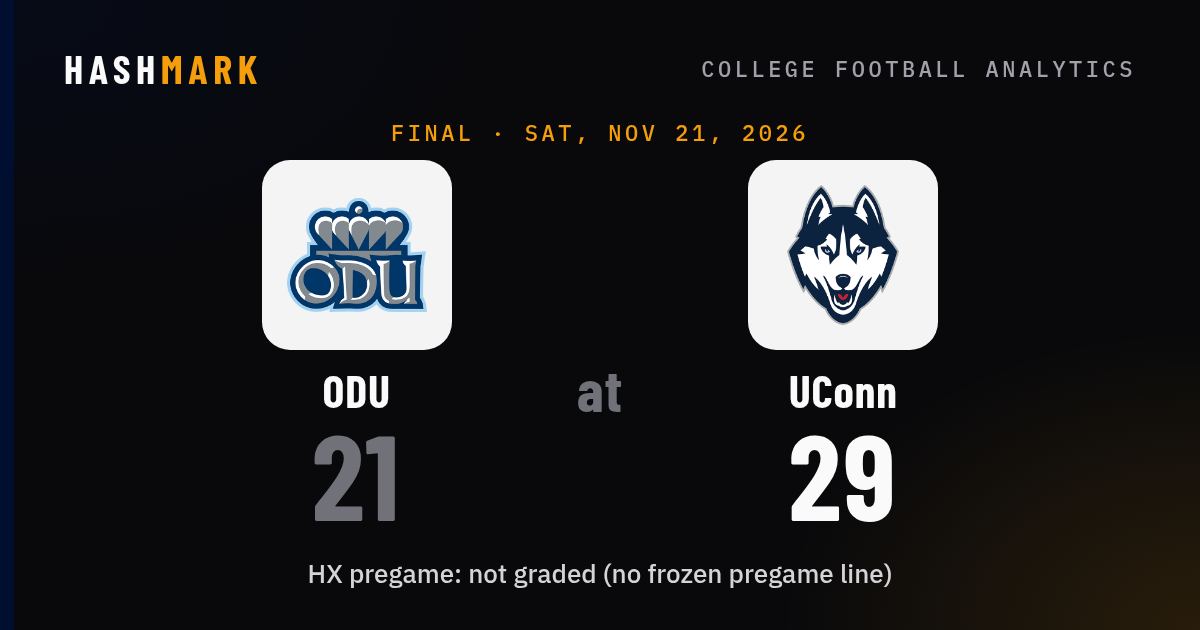 HASHMARK
COLLEGE FOOTBALL ANALYTICS
FINAL · SAT, NOV 21, 2026
ODU
ODU
at
UConn
21
29
HX pregame: not graded (no frozen pregame line)